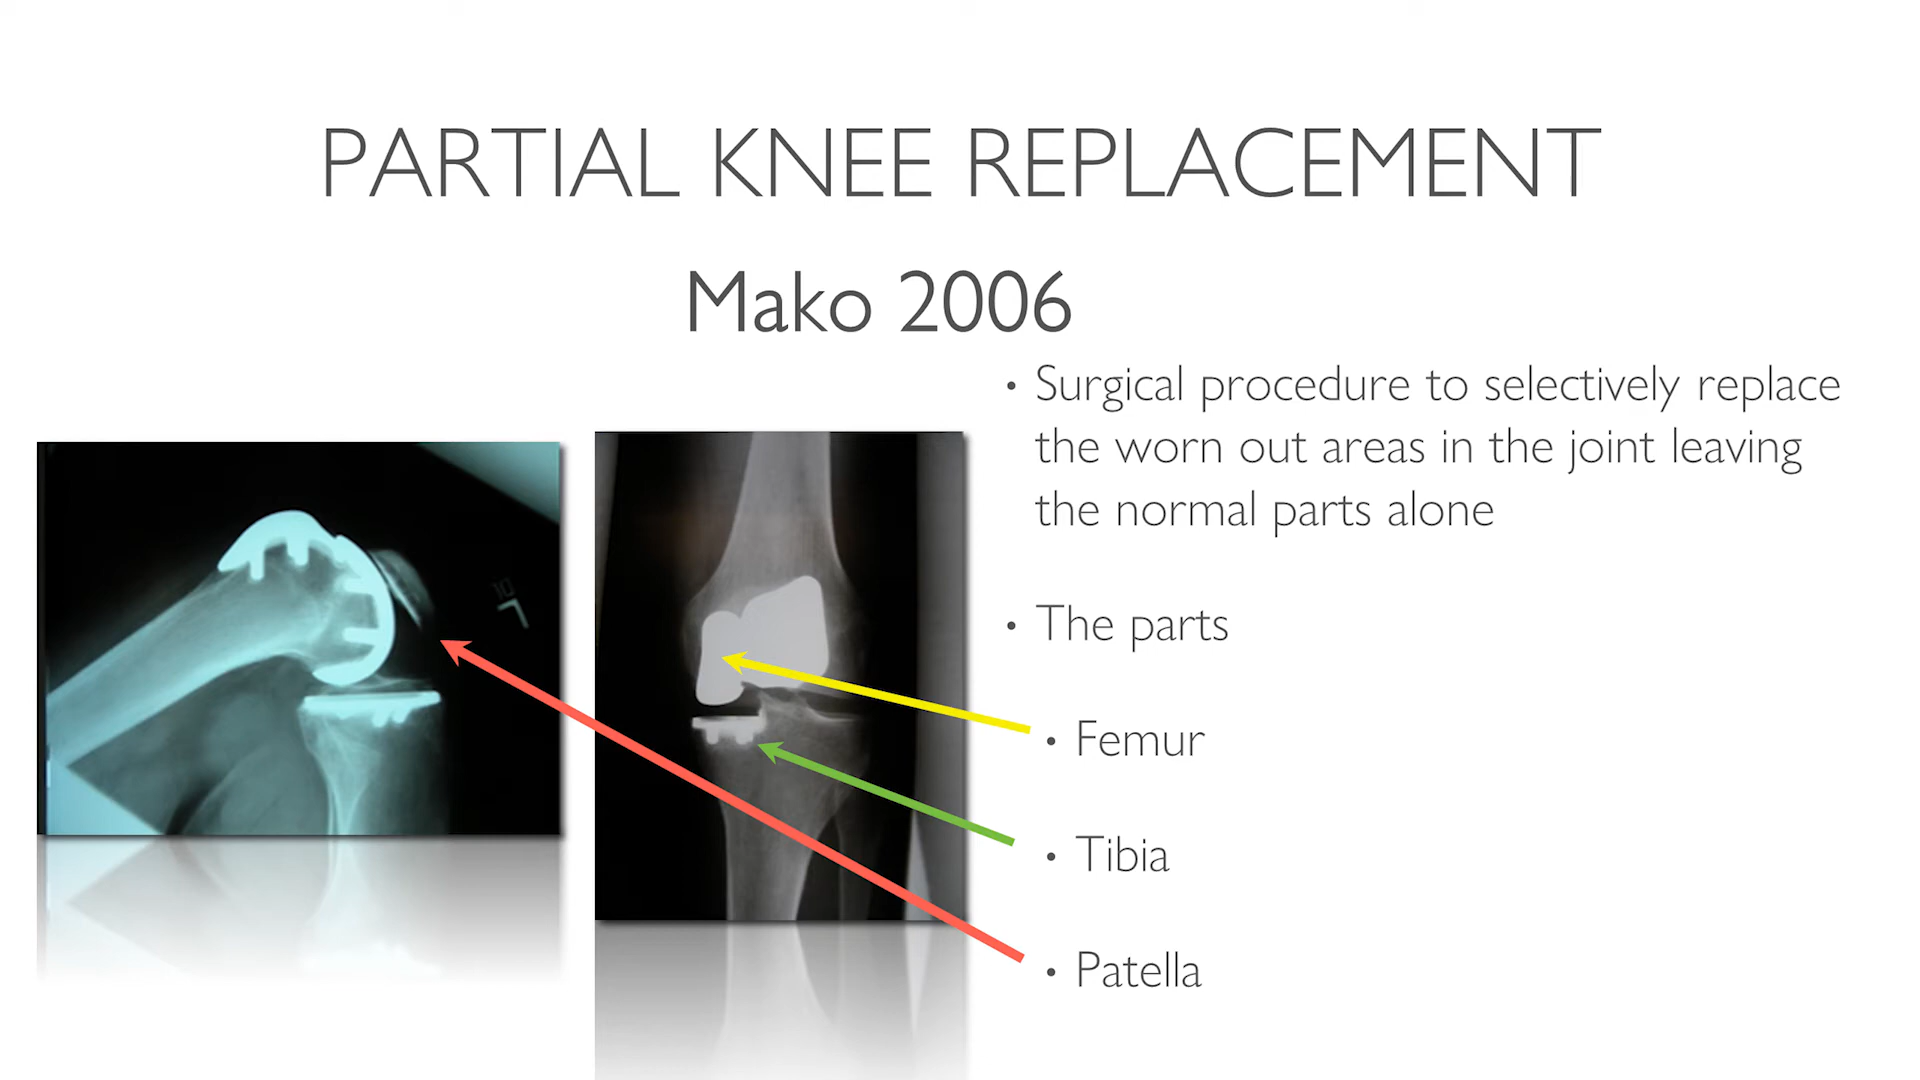 PARTIAL KNEE REPLACEMENT
Mako 2006
• Surgical procedure to selectively replace
the worn out areas in the joint leaving
the normal parts alone
• The parts
• Femur
• Tibia
• Patella